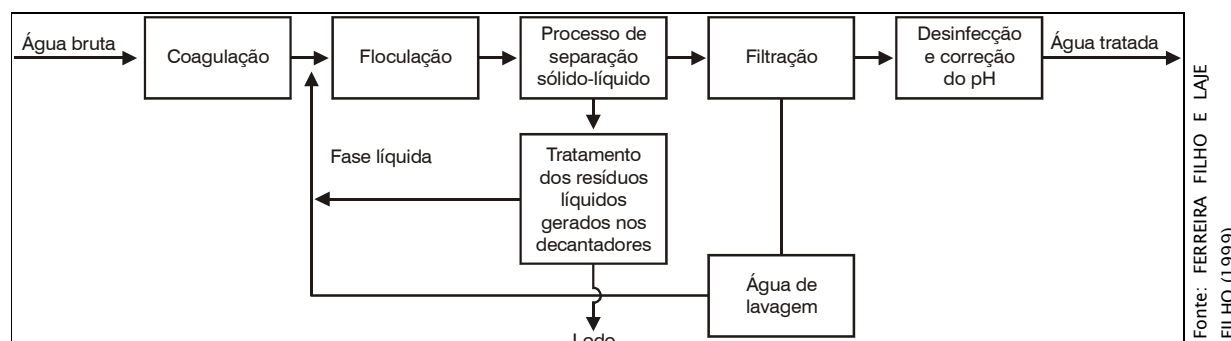 Água bruta
Coagulação
Floculação
Processo de
separação
sólido-líquido
Filtração
Desinfecção
e correção
do pH
Água tratada
Fase líquida
Tratamento
dos resíduos
líquidos
gerados nos
decantadores
Água de
lavagem
Lodo
Fonte: FERREIRA FILHO E LAJE
FILHO (1999)